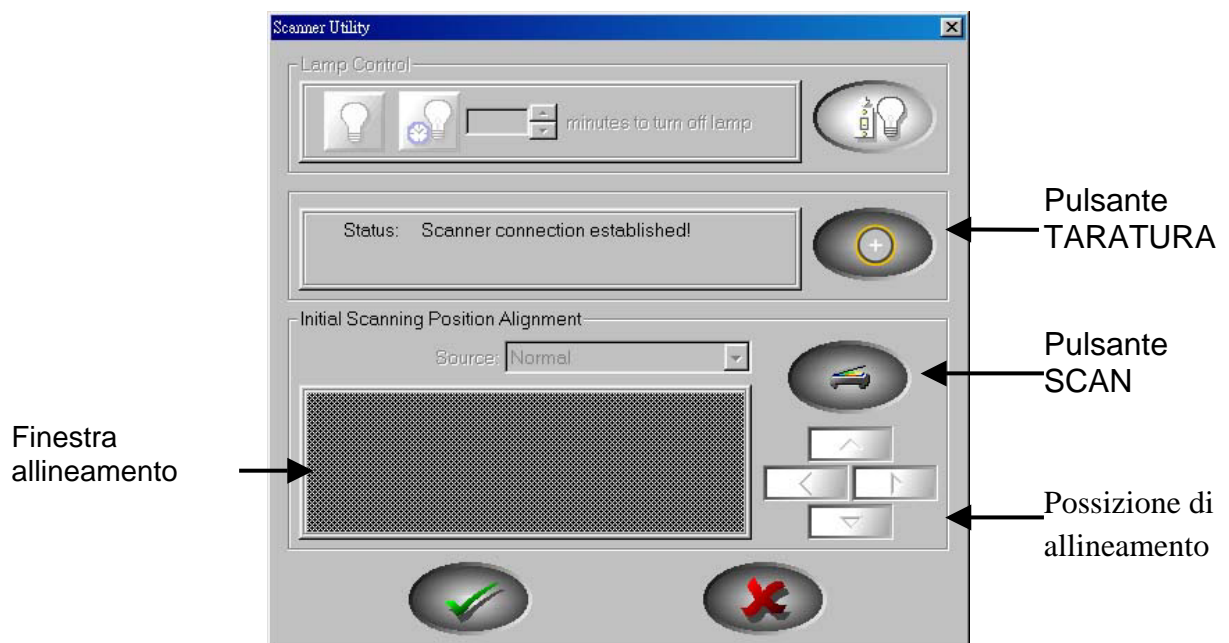 Scanner Utility
Lamp Control
minutes to turn off lamp
Status: Scanner connection established!
Pulsante
TARATURA
Initial Scanning Position Alignment
Source: Normal
Pulsante
SCAN
Finestra
allineamento
Possizione di
allineamento